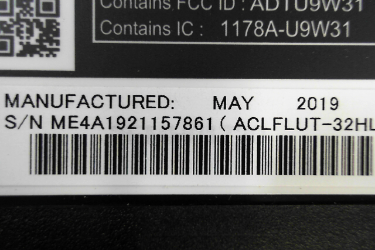 Contains FCC ID : ADTU9W31
Contains IC : 1178A-U9W31
MANUFACTURED: MAY 2019
S/N ME4A1921157861 ( ACLFLUT-32HL